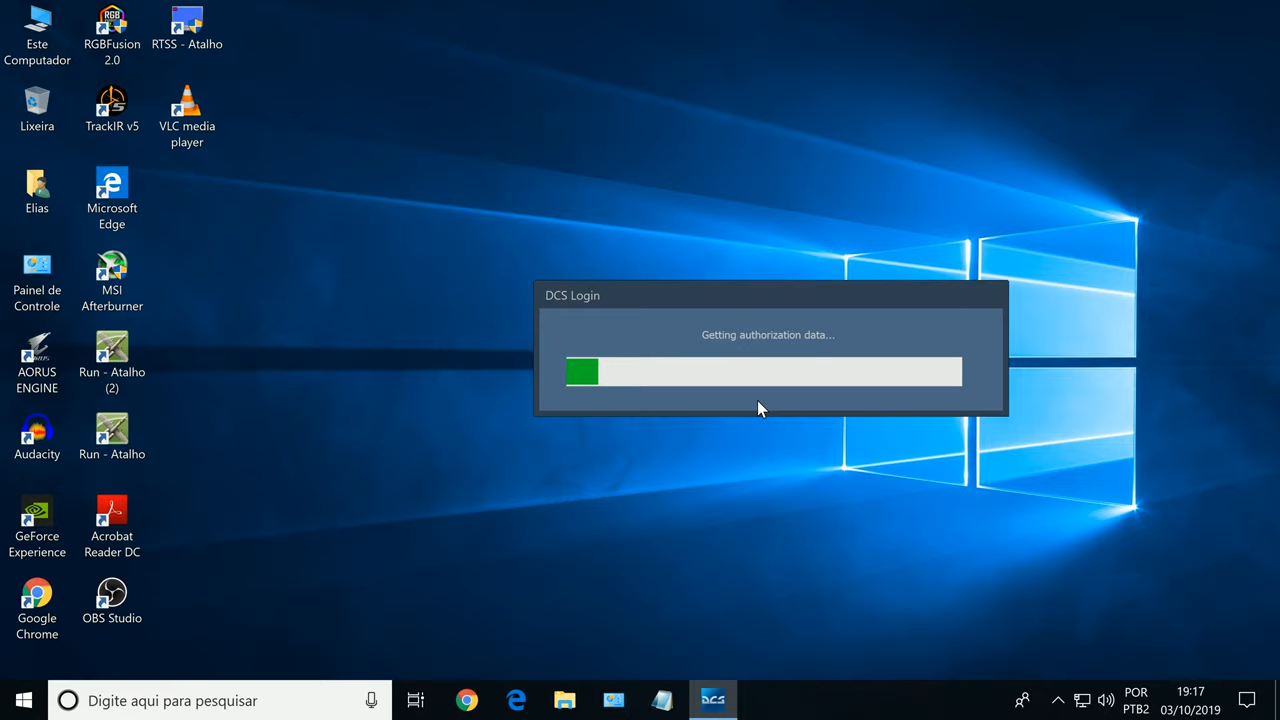 Este
Computador
RGBFusion
2.0
RTSS - Atalho
Lixeira
TrackIR v5
VLC media
player
Elias
Microsoft
Edge
Painel de
Controle
MSI
Afterburner
AORUS
ENGINE
Run - Atalho
(2)
Audacity
Run - Atalho
GeForce
Experience
Acrobat
Reader DC
Google
Chrome
OBS Studio
DCS Login
Getting authorization data...
Digite aqui para pesquisar
DCS
POR
PTB2
19:17
03/10/2019